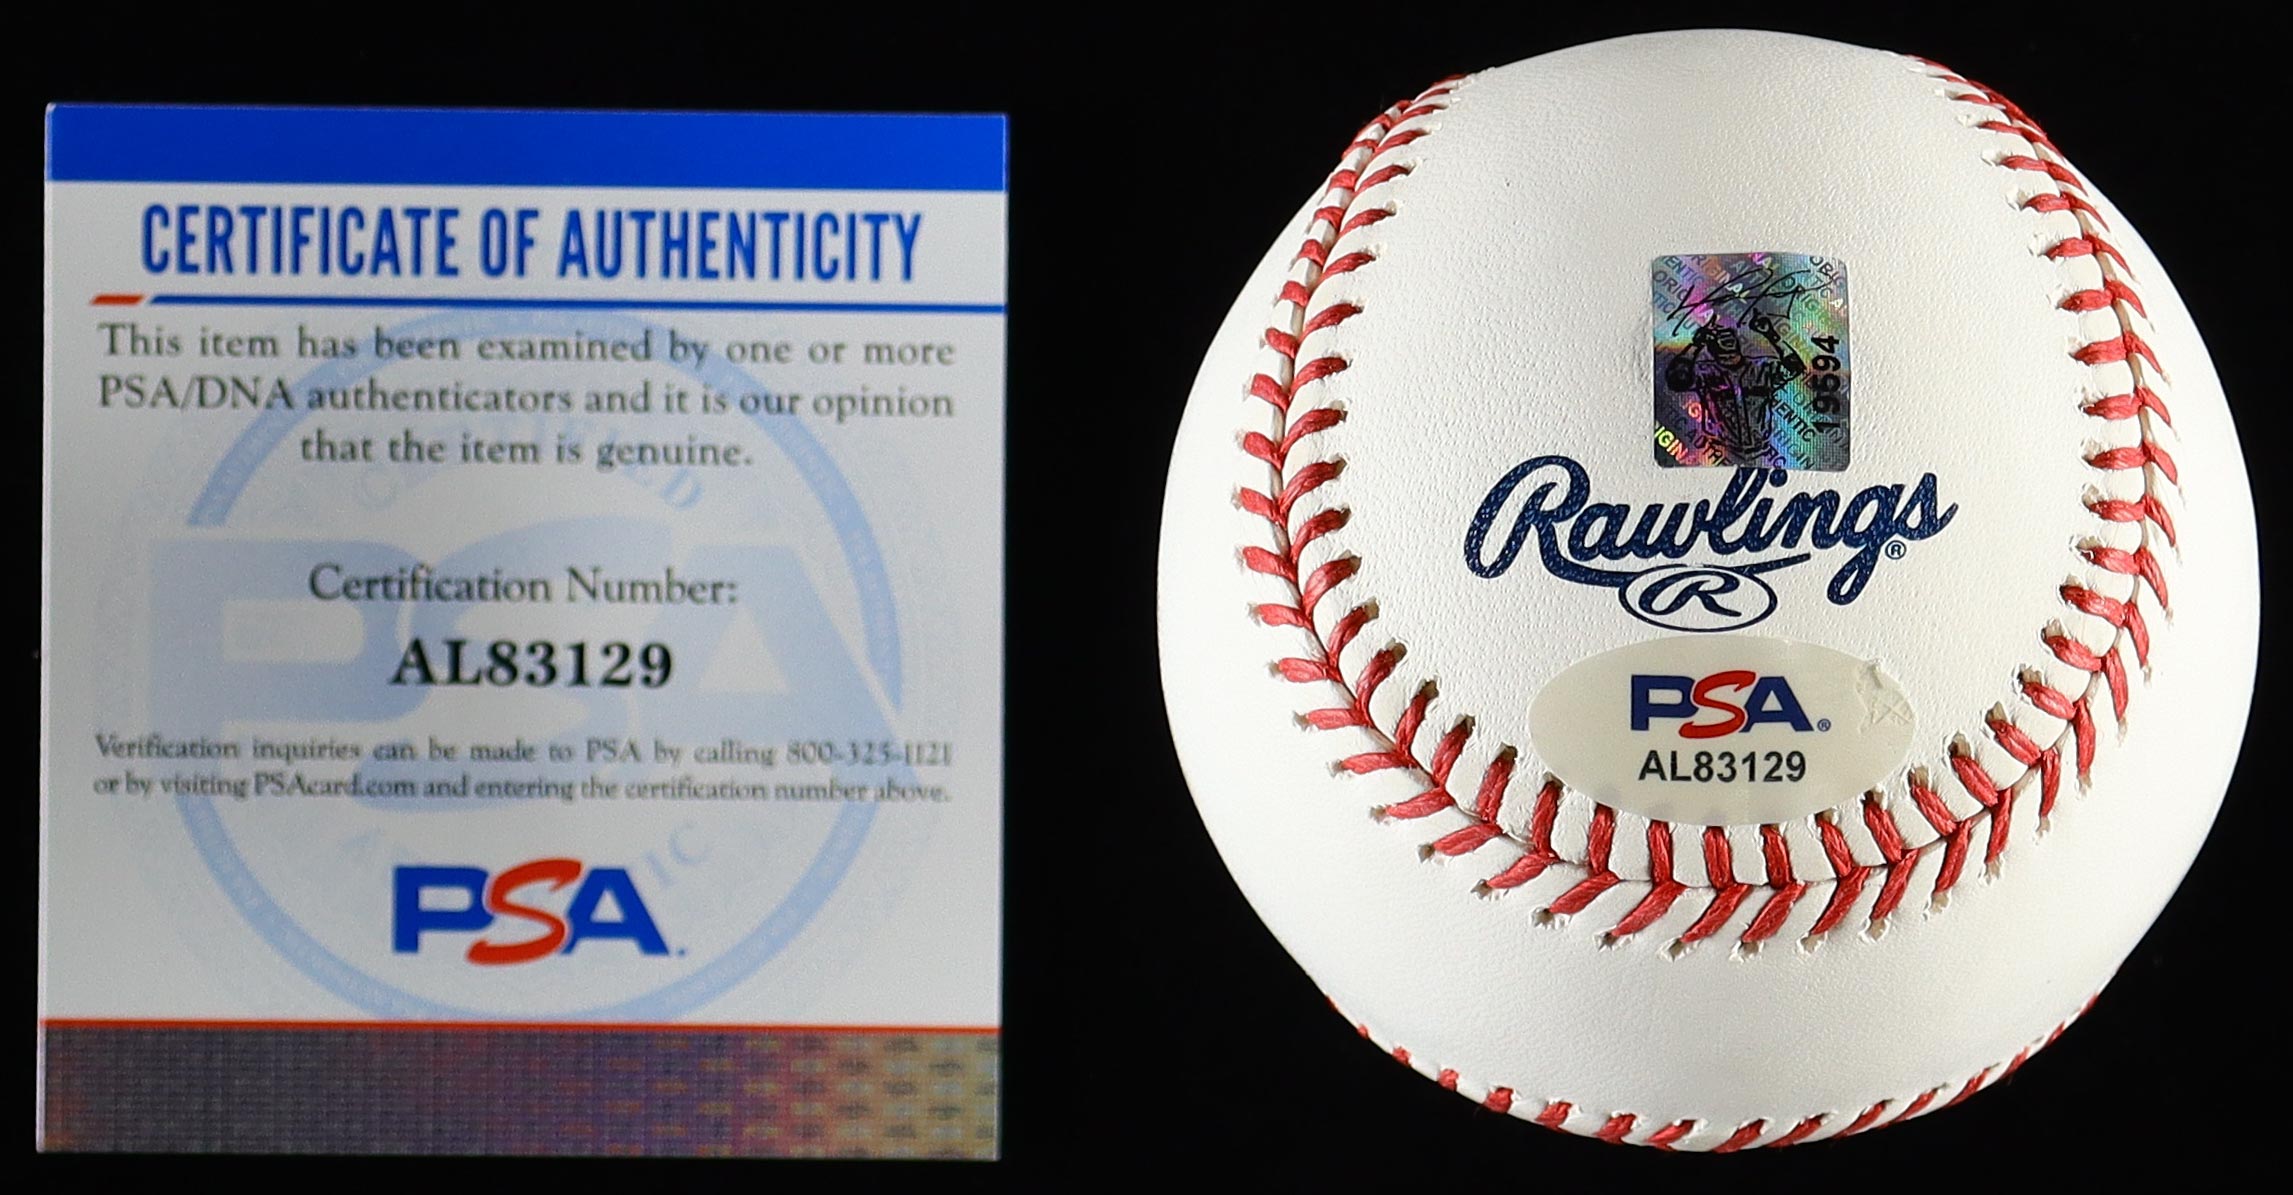 CERTIFICATE OF AUTHENTICITY
This item has been examined by one or more
PSA/DNA authenticators and it is our opinion
that the item is genuine.
Certification Number:
AL83129
Verification inquiries can be made to PSA by calling 800-325-1121
or by visiting PSAcard.com and entering the certification number above.
PSA.
19594
Rawlings®
R
PSA®
AL83129